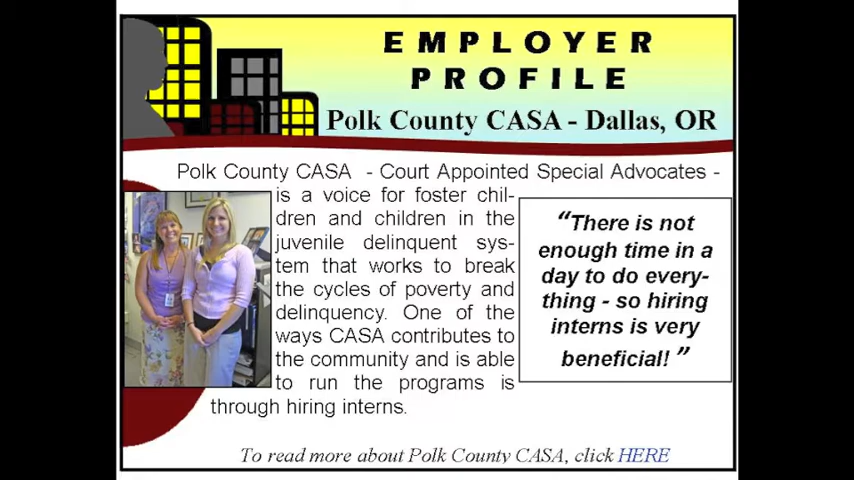 EMPLOYER
PROFILE
Polk County CASA - Dallas, OR
Polk County CASA - Court Appointed Special Advocates -
is a voice for foster chil-
dren and children in the
juvenile delinquent sys-
tem that works to break
the cycles of poverty and
delinquency. One of the
ways CASA contributes to
the community and is able
to run the programs is
through hiring interns.
“There is not
enough time in a
day to do every-
thing - so hiring
interns is very
beneficial! ”
To read more about Polk County CASA, click HERE